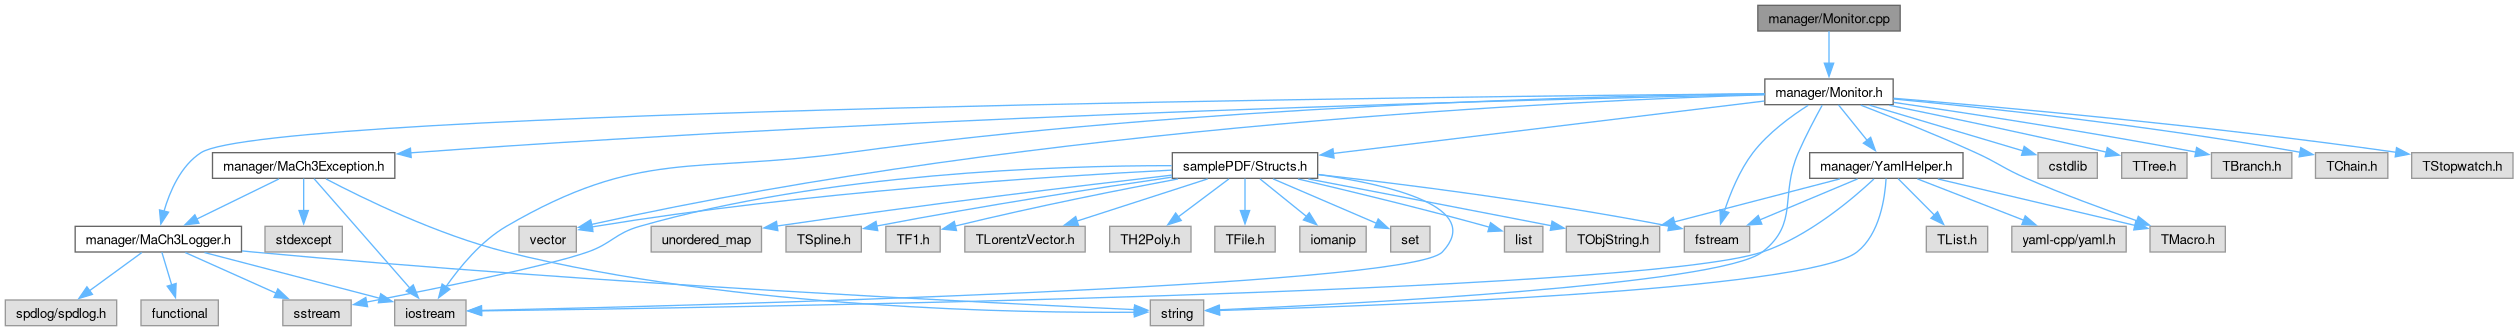 manager/Monitor.cpp
manager/Monitor.h
manager/MaCh3Exception.h
samplePDF/Structs.h
manager/YamlHelper.h
cstdlib
TTree.h
TBranch.h
TChain.h
TStopwatch.h
manager/MaCh3Logger.h
stdexcept
vector
unordered_map
TSpline.h
TF1.h
TLorentzVector.h
TH2Poly.h
TFile.h
iomanip
set
list
TObjString.h
fstream
TList.h
yaml-cpp/yaml.h
TMacro.h
spdlog/spdlog.h
functional
sstream
iostream
string